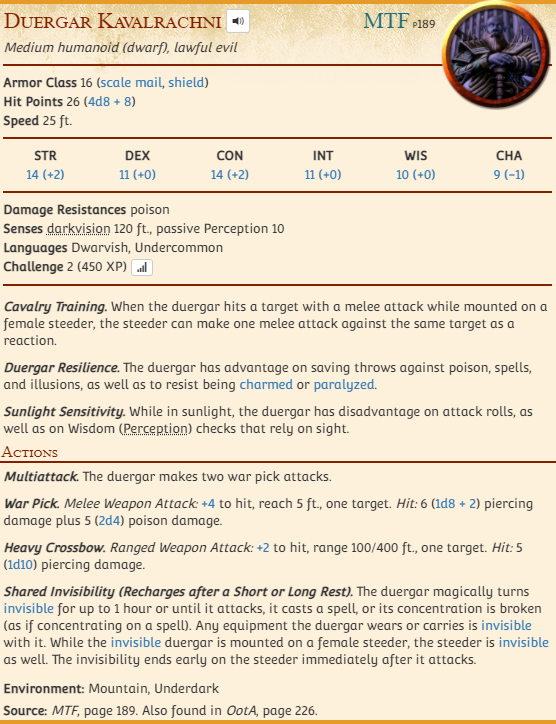 Duergar Kavalrachni MTF p189
Medium humanoid (dwarf), lawful evil
Armor Class 16 (scale mail, shield)
Hit Points 26 (4d8 + 8)
Speed 25 ft.
STR DEX CON INT WIS CHA
14 (+2) 11 (+0) 14 (+2) 11 (+0) 10 (+0) 9 (−1)
Damage Resistances poison
Senses darkvision 120 ft., passive Perception 10
Languages Dwarvish, Undercommon
Challenge 2 (450 XP)
Cavalry Training. When the duergar hits a target with a melee attack while mounted on a
female steeder, the steeder can make one melee attack against the same target as a
reaction.
Duergar Resilience. The duergar has advantage on saving throws against poison, spells,
and illusions, as well as to resist being charmed or paralyzed.
Sunlight Sensitivity. While in sunlight, the duergar has disadvantage on attack rolls, as
well as on Wisdom (Perception) checks that rely on sight.
Actions
Multiattack. The duergar makes two war pick attacks.
War Pick. Melee Weapon Attack: +4 to hit, reach 5 ft., one target. Hit: 6 (1d8 + 2) piercing
damage plus 5 (2d4) poison damage.
Heavy Crossbow. Ranged Weapon Attack: +2 to hit, range 100/400 ft., one target. Hit: 5
(1d10) piercing damage.
Shared Invisibility (Recharges after a Short or Long Rest). The duergar magically turns
invisible for up to 1 hour or until it attacks, it casts a spell, or its concentration is broken
(as if concentrating on a spell). Any equipment the duergar wears or carries is invisible
with it. While the invisible duergar is mounted on a female steeder, the steeder is invisible
as well. The invisibility ends early on the steeder immediately after it attacks.
Environment: Mountain, Underdark
Source: MTF, page 189. Also found in OotA, page 226.